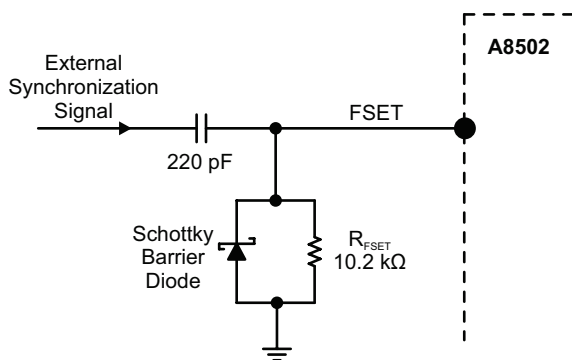 A8502
External
Synchronization
Signal
FSET
220 pF
Schottky
Barrier
Diode
RFSET
10.2 kΩ